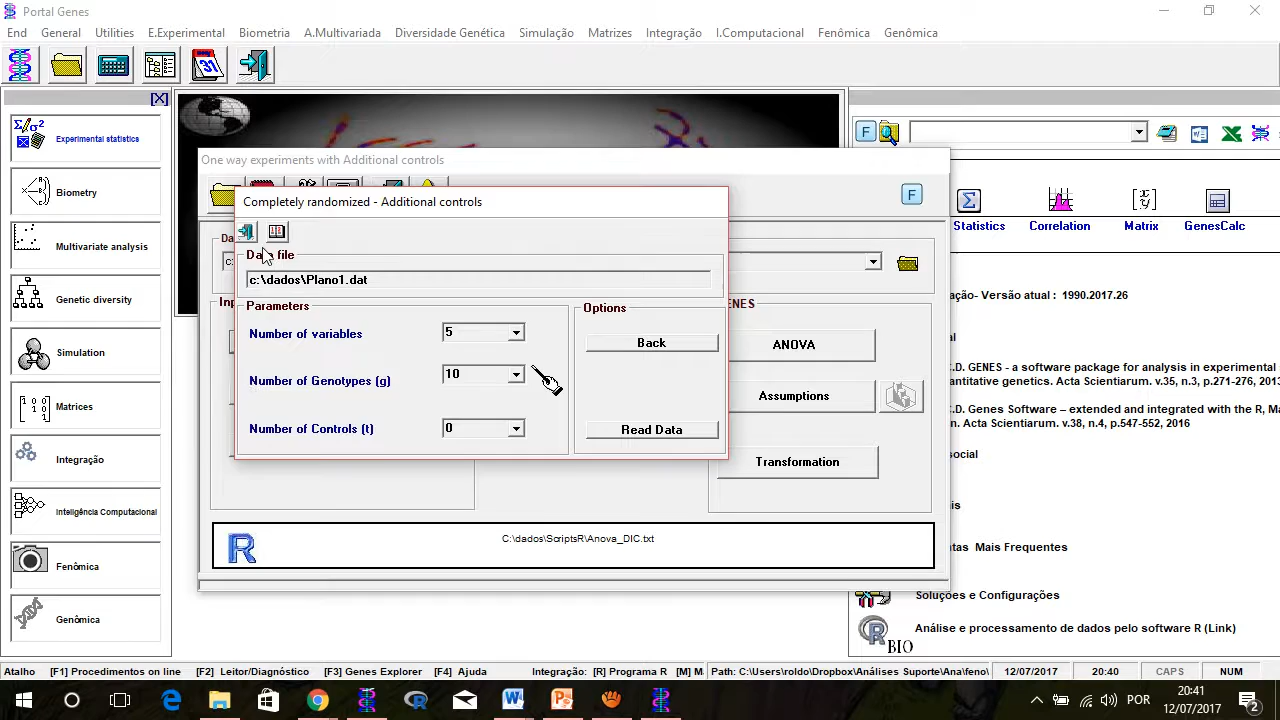 Portal Genes
End General Utilities E.Experimental Biometria A.Multivariada Diversidade Genética Simulação Matrizes Integração I.Computacional Fenômica Genômica
31
[X]
Σ/σ²
Experimental statistics
Biometry
Multivariate analysis
Genetic diversity
Simulation
Matrices
Integração
Inteligência Computacional
Fenômica
Genômica
One way experiments with Additional controls
F
Da
c:
Inp
ENES
ANOVA
Assumptions
Transformation
R
C:\dados\ScriptsR\Anova_DIC.txt
Completely randomized - Additional controls
Data file
c:\dados\Plano1.dat
Parameters
Number of variables 5
Number of Genotypes (g) 10
Number of Controls (t) 0
Options
Back
Read Data
F
Statistics Correlation Matrix GenesCalc
ação- Versão atual : 1990.2017.26
al
C.D. GENES - a software package for analysis in experimental
antitative genetics. Acta Scientiarum. v.35, n.3, p.271-276, 2013
C.D. Genes Software – extended and integrated with the R, Ma
n. Acta Scientiarum. v.38, n.4, p.547-552, 2016
social
is
tas Mais Frequentes
Soluções e Configurações
Análise e processamento de dados pelo software R (Link)
R BIO
Atalho [F1] Procedimentos on line [F2] Leitor/Diagnóstico [F3] Genes Explorer [F4] Ajuda Integração: [R] Programa R [M] M Path: C:\Users\roldo\Dropbox\Análises Suporte\Ana\feno\ 12/07/2017 20:40 CAPS NUM
POR
20:41
12/07/2017
2